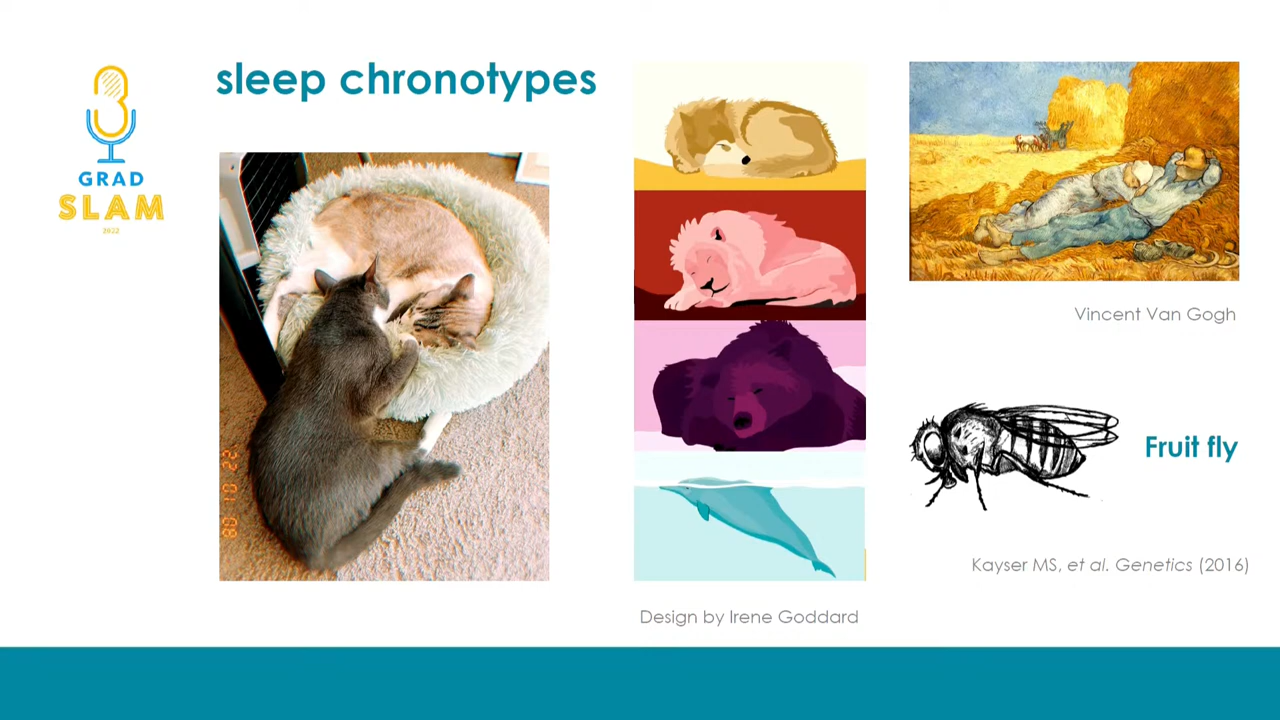 GRAD
SLAM
2022
sleep chronotypes
Design by Irene Goddard
Vincent Van Gogh
Fruit fly
Kayser MS, et al. Genetics (2016)